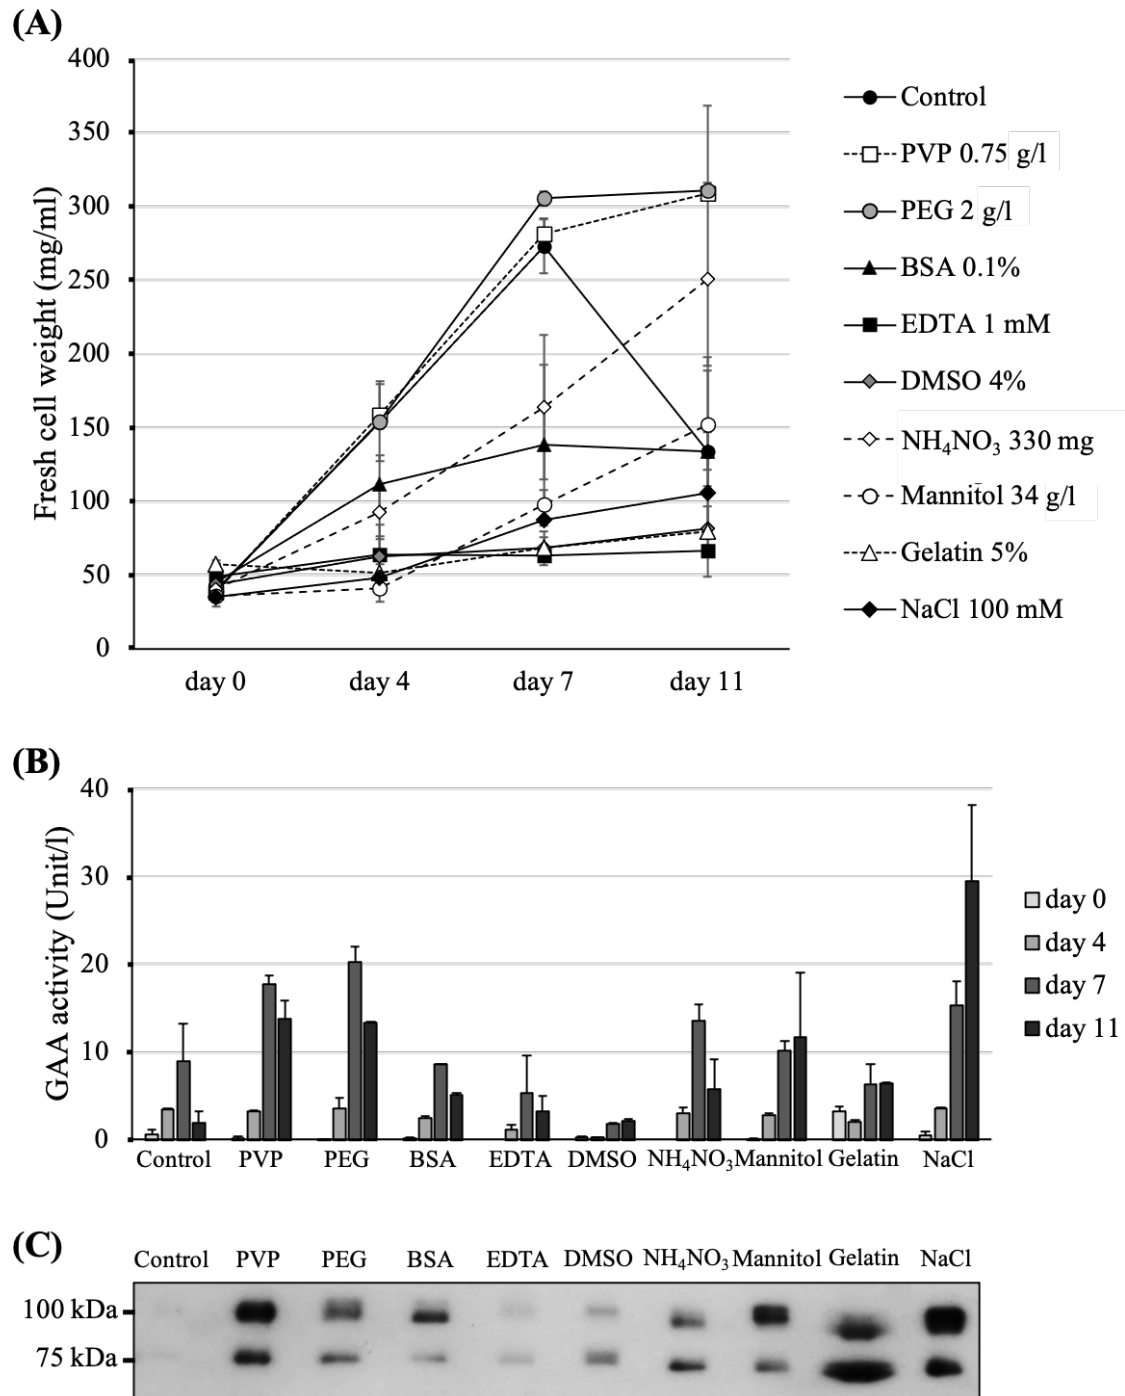 (A)
Fresh cell weight (mg/ml)
400
350
300
250
200
150
100
50
0
day 0 day 4 day 7 day 11
Control
PVP 0.75 g/l
PEG 2 g/l
BSA 0.1%
EDTA 1 mM
DMSO 4%
NH₄NO₃ 330 mg
Mannitol 34 g/l
Gelatin 5%
NaCl 100 mM
(B)
GAA activity (Unit/l)
40
30
20
10
0
Control PVP PEG BSA EDTA DMSO NH₄NO₃ Mannitol Gelatin NaCl
day 0
day 4
day 7
day 11
(C)
Control PVP PEG BSA EDTA DMSO NH₄NO₃ Mannitol Gelatin NaCl
100 kDa
75 kDa